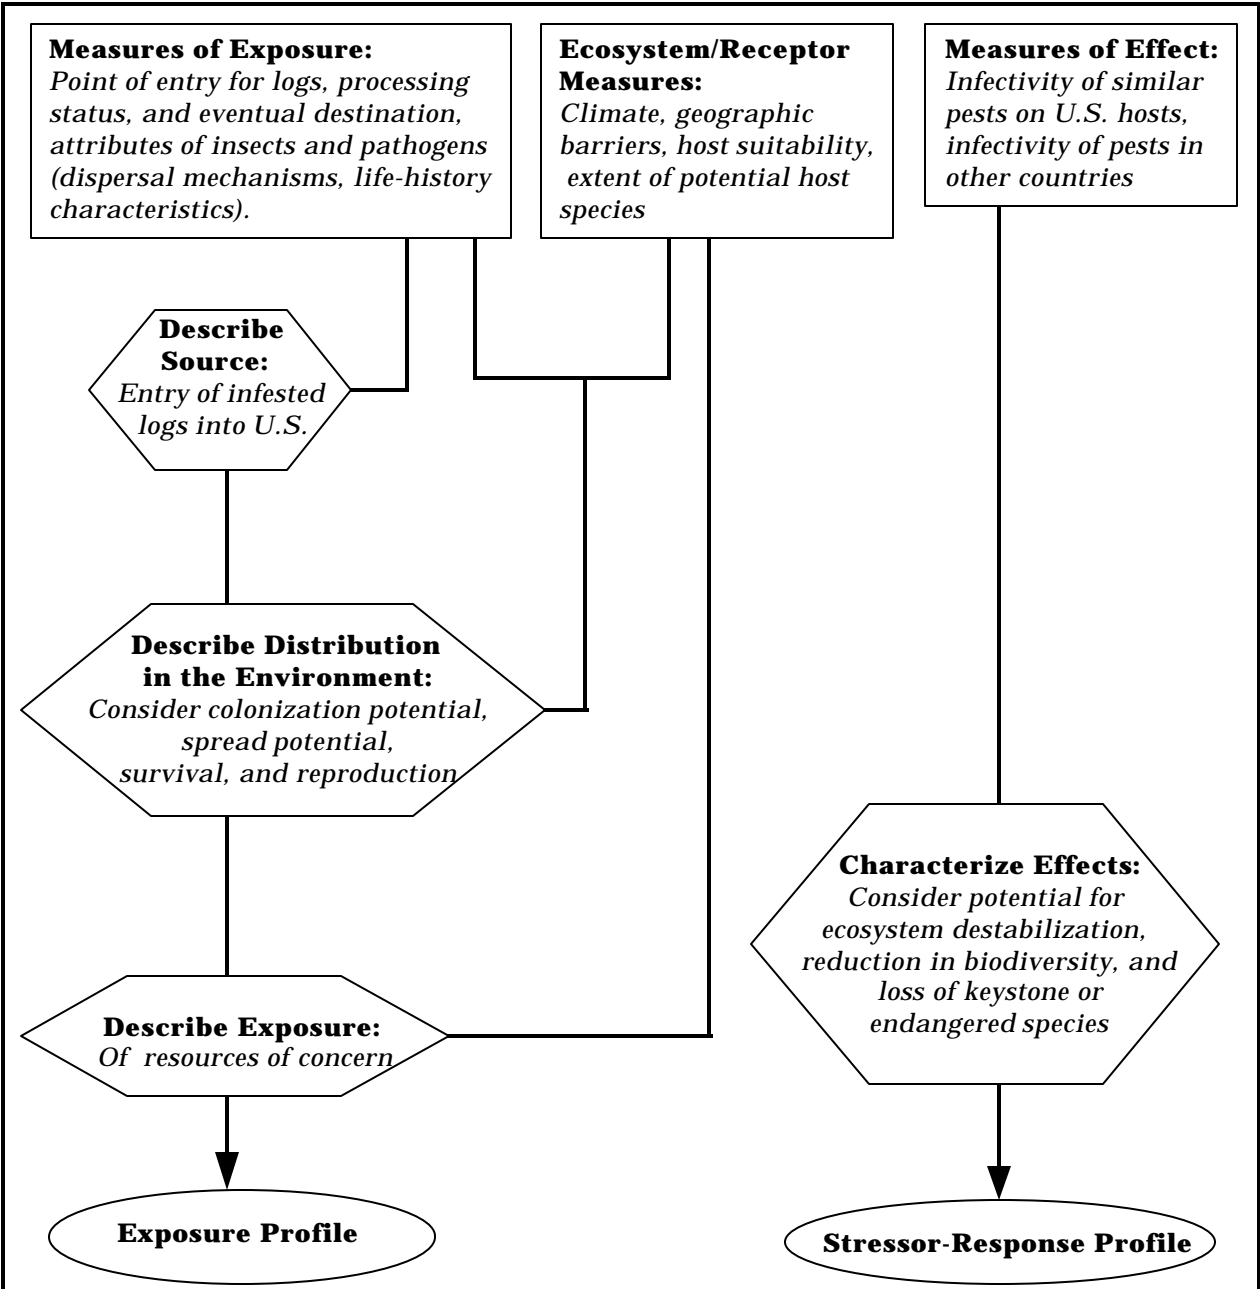 Measures of Exposure:
Point of entry for logs, processing
status, and eventual destination,
attributes of insects and pathogens
(dispersal mechanisms, life-history
characteristics).
Ecosystem/Receptor
Measures:
Climate, geographic
barriers, host suitability,
extent of potential host
species
Measures of Effect:
Infectivity of similar
pests on U.S. hosts,
infectivity of pests in
other countries
Describe
Source:
Entry of infested
logs into U.S.
Describe Distribution
in the Environment:
Consider colonization potential,
spread potential,
survival, and reproduction
Characterize Effects:
Consider potential for
ecosystem destabilization,
reduction in biodiversity, and
loss of keystone or
endangered species
Describe Exposure:
Of resources of concern
Exposure Profile
Stressor-Response Profile